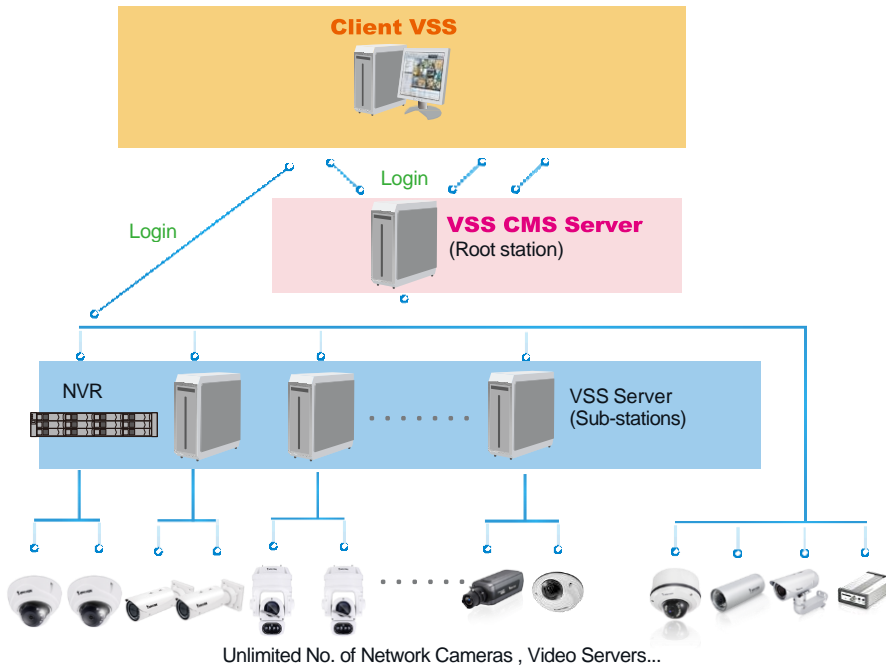 Client VSS
Login
Login
VSS CMS Server
(Root station)
NVR
VSS Server
(Sub-stations)
Unlimited No. of Network Cameras , Video Servers...